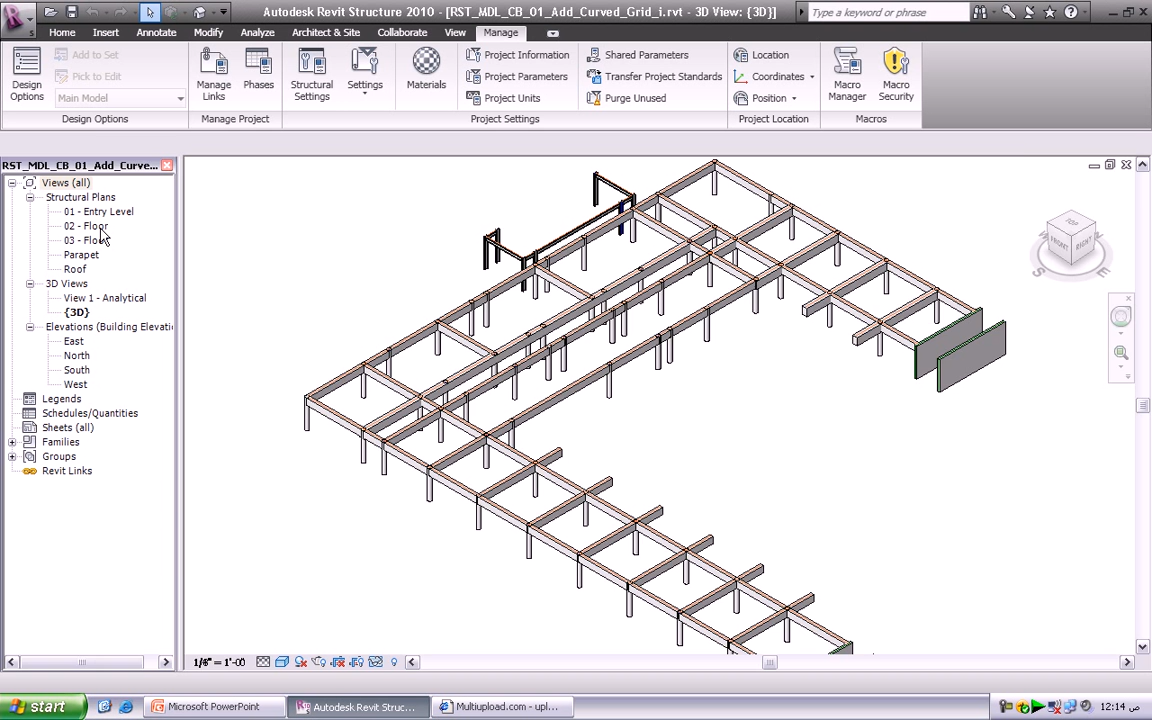 Autodesk Revit Structure 2010 - [RST_MDL_CB_01_Add_Curved_Grid_i.rvt - 3D View: {3D}]
Type a keyword or phrase
Home Insert Annotate Modify Analyze Architect & Site Collaborate View Manage
Design Options
Add to Set
Pick to Edit
Main Model
Design Options
Manage Links
Phases
Manage Project
Structural Settings
Settings
Materials
Project Information
Project Parameters
Project Units
Shared Parameters
Transfer Project Standards
Purge Unused
Project Settings
Location
Coordinates
Position
Project Location
Macro Manager
Macro Security
Macros
RST_MDL_CB_01_Add_Curve...
Views (all)
Structural Plans
01 - Entry Level
02 - Floor
03 - Floor
Parapet
Roof
3D Views
View 1 - Analytical
{3D}
Elevations (Building Elevati
East
North
South
West
Legends
Schedules/Quantities
Sheets (all)
Families
Groups
Revit Links
TOP
FRONT
RIGHT
S
E
1/8" = 1'-0"
start
Microsoft PowerPoint
Autodesk Revit Struc...
Multiupload.com - upl...
12:14 ص